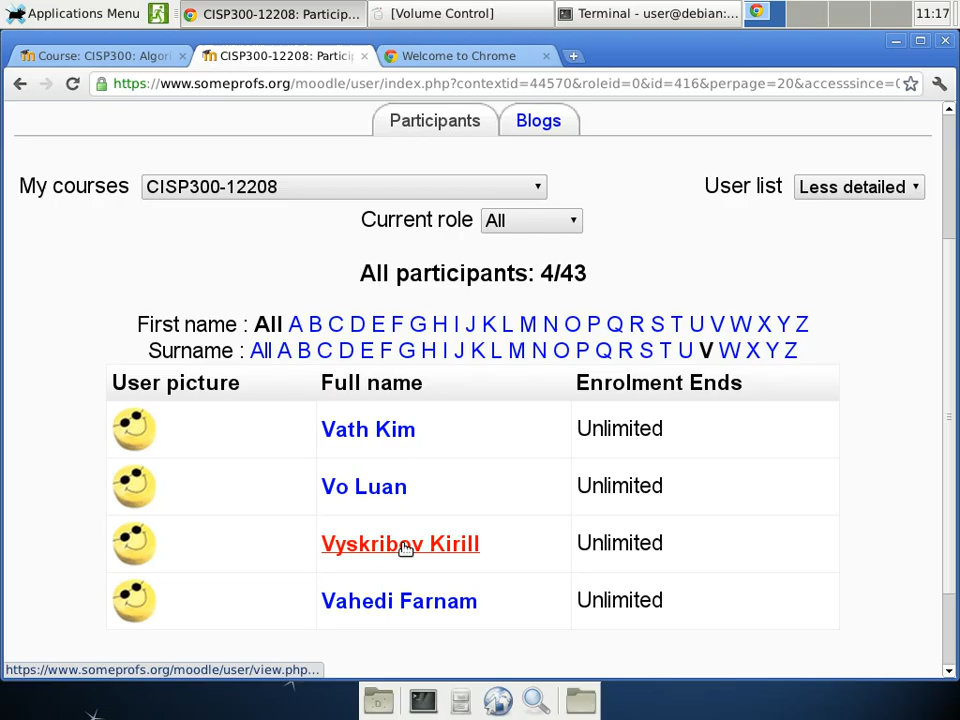 Applications Menu
CISP300-12208: Particip...
[Volume Control]
Terminal - user@debian:...
11:17
Course: CISP300: Algori
CISP300-12208: Partici
Welcome to Chrome
https://www.someprofs.org/moodle/user/index.php?contextid=44570&roleid=0&id=416&perpage=20&accesssince=0
Participants
Blogs
My courses
CISP300-12208
User list
Less detailed
Current role
All
All participants: 4/43
First name : All A B C D E F G H I J K L M N O P Q R S T U V W X Y Z
Surname : All A B C D E F G H I J K L M N O P Q R S T U V W X Y Z
User picture Full name Enrolment Ends
Vath Kim Unlimited
Vo Luan Unlimited
Vyskribov Kirill Unlimited
Vahedi Farnam Unlimited
https://www.someprofs.org/moodle/user/view.php...